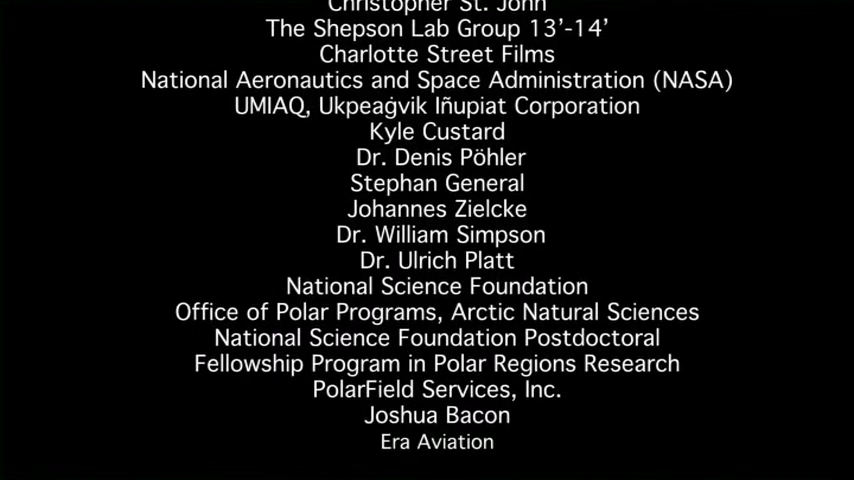 Christopher St. John
The Shepson Lab Group 13’-14’
Charlotte Street Films
National Aeronautics and Space Administration (NASA)
UMIAQ, Ukpeaġvik Iñupiat Corporation
Kyle Custard
Dr. Denis Pöhler
Stephan General
Johannes Zielcke
Dr. William Simpson
Dr. Ulrich Platt
National Science Foundation
Office of Polar Programs, Arctic Natural Sciences
National Science Foundation Postdoctoral
Fellowship Program in Polar Regions Research
PolarField Services, Inc.
Joshua Bacon
Era Aviation